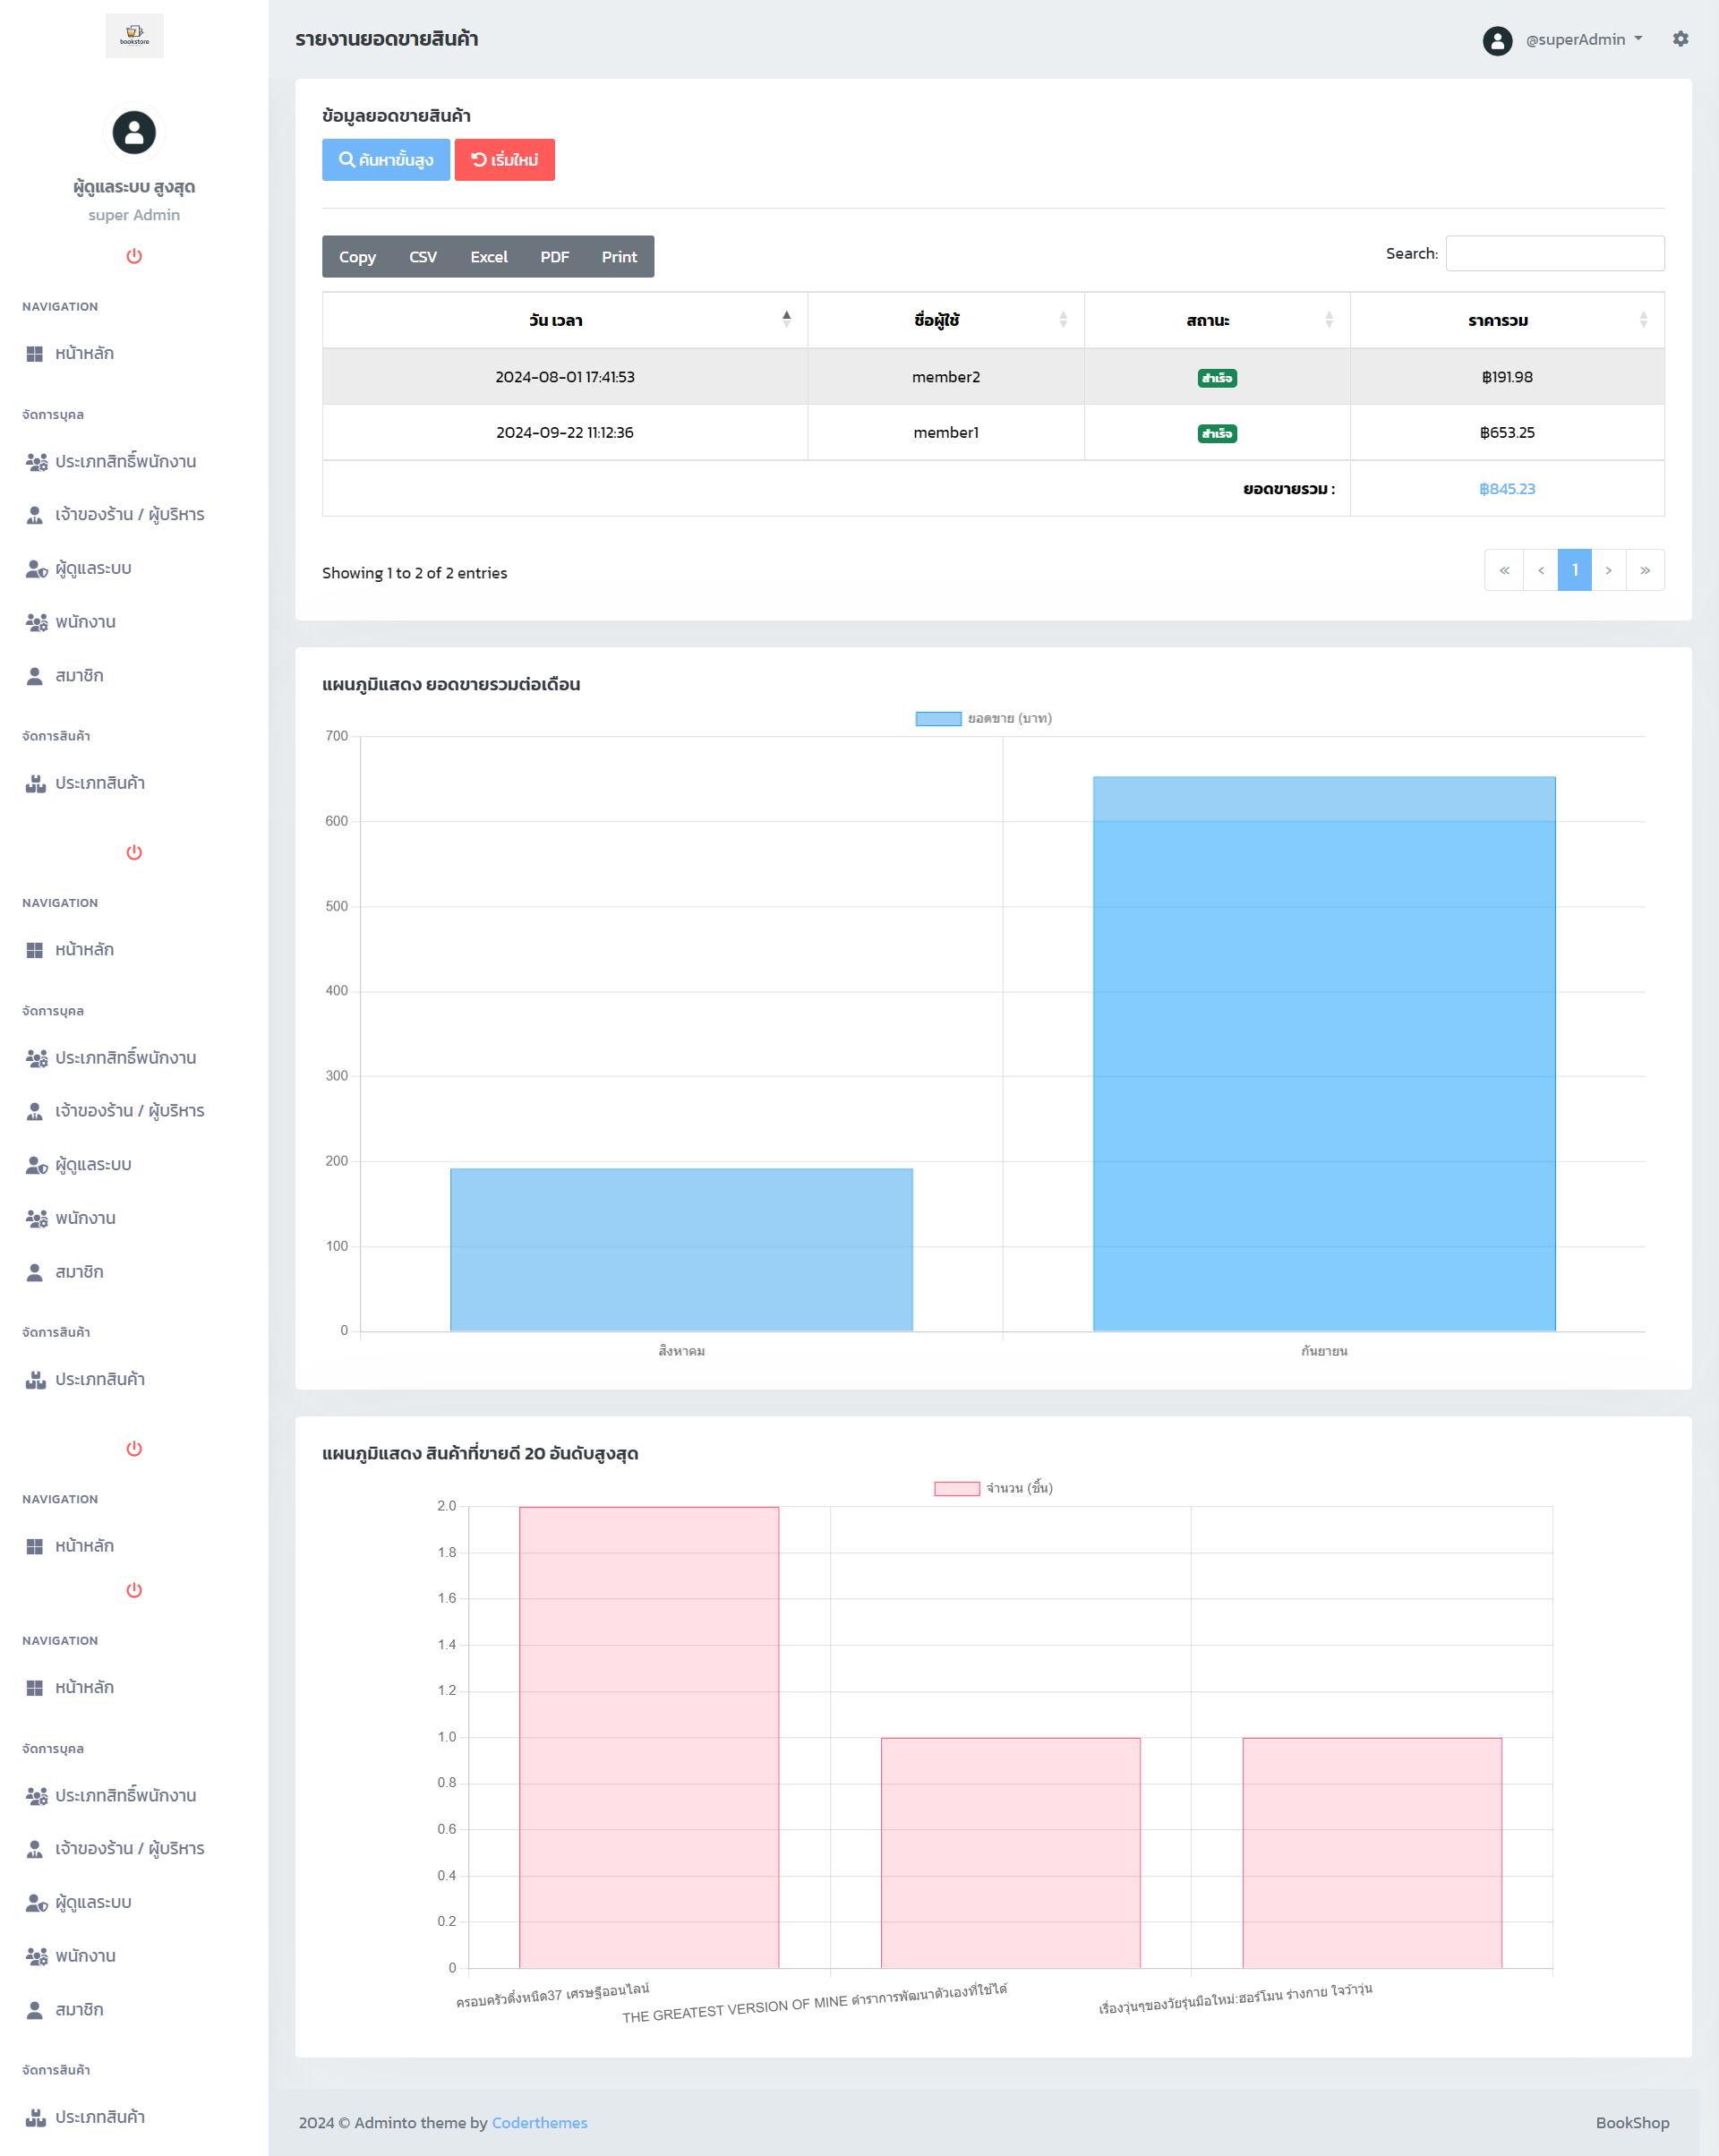 bookstore
ผู้ดูแลระบบ สูงสุด
super Admin
NAVIGATION
หน้าหลัก
จัดการบุคล
ประเภทสิทธิ์พนักงาน
เจ้าของร้าน / ผู้บริหาร
ผู้ดูแลระบบ
พนักงาน
สมาชิก
จัดการสินค้า
ประเภทสินค้า
NAVIGATION
หน้าหลัก
จัดการบุคล
ประเภทสิทธิ์พนักงาน
เจ้าของร้าน / ผู้บริหาร
ผู้ดูแลระบบ
พนักงาน
สมาชิก
จัดการสินค้า
ประเภทสินค้า
NAVIGATION
หน้าหลัก
NAVIGATION
หน้าหลัก
จัดการบุคล
ประเภทสิทธิ์พนักงาน
เจ้าของร้าน / ผู้บริหาร
ผู้ดูแลระบบ
พนักงาน
สมาชิก
จัดการสินค้า
ประเภทสินค้า
รายงานยอดขายสินค้า
@superAdmin
ข้อมูลยอดขายสินค้า
ค้นหาขั้นสูง เริ่มใหม่
Copy CSV Excel PDF Print
Search:
วัน เวลา ชื่อผู้ใช้ สถานะ ราคารวม
2024-08-01 17:41:53 member2 สำเร็จ ฿191.98
2024-09-22 11:12:36 member1 สำเร็จ ฿653.25
ยอดขายรวม : ฿845.23
Showing 1 to 2 of 2 entries
« ‹ 1 › »
แผนภูมิแสดง ยอดขายรวมต่อเดือน
ยอดขาย (บาท)
700
600
500
400
300
200
100
0
สิงหาคม กันยายน
แผนภูมิแสดง สินค้าที่ขายดี 20 อันดับสูงสุด
จำนวน (ชิ้น)
2.0
1.8
1.6
1.4
1.2
1.0
0.8
0.6
0.4
0.2
0
ครอบครัวตึ๋งหนืด37 เศรษฐีออนไลน์
THE GREATEST VERSION OF MINE ตำราการพัฒนาตัวเองที่ใช้ได้
เรื่องวุ่นๆของวัยรุ่นมือใหม่:ฮอร์โมน ร่างกาย ใจว้าวุ่น
2024 © Adminto theme by Coderthemes
BookShop